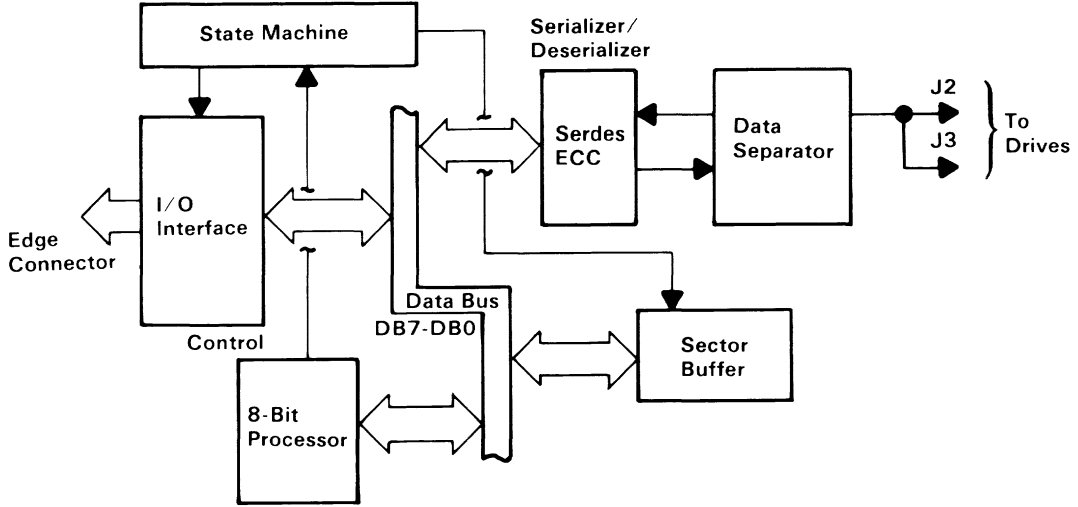 State Machine
Serializer/
Deserializer
J2
Serdes
ECC
Data
Separator
J3
To
Drives
I/O
Interface
Edge
Connector
Data Bus
DB7-DB0
Control
Sector
Buffer
8-Bit
Processor